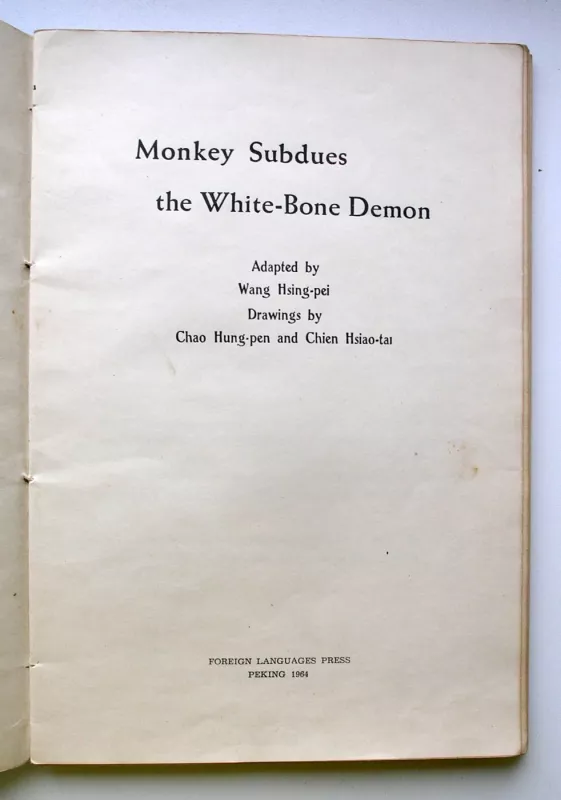 Monkey Subdues
the White-Bone Demon
Adapted by
Wang Hsing-pei
Drawings by
Chao Hung-pen and Chien Hsiao-tai
FOREIGN LANGUAGES PRESS
PEKING 1964